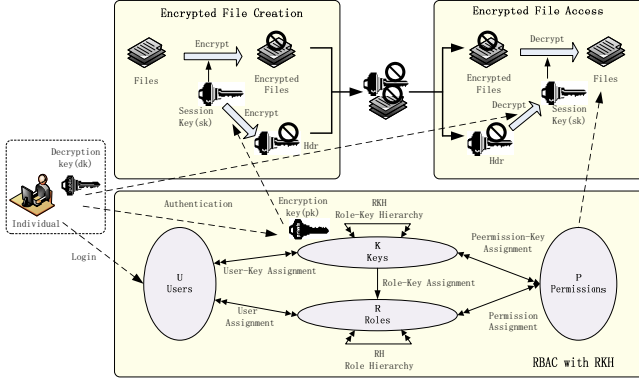 Encrypted File Creation
Encrypted File Access
Files
Encrypt
Encrypted
Files
Session
Key(sk)
Encrypt
Hdr
Encrypted
Files
Decrypt
Files
Decrypt
Session
Key(sk)
Hdr
Decryption
key(dk)
Individual
Authentication
Login
Encryption
key(pk)
RKH
Role-Key Hierarchy
K
Keys
Peermission-Key
Assignment
U
Users
User-Key Assignment
Role-Key Assignment
P
Permissions
User
Assignment
R
Roles
Permission
Assignment
RH
Role Hierarchy
RBAC with RKH